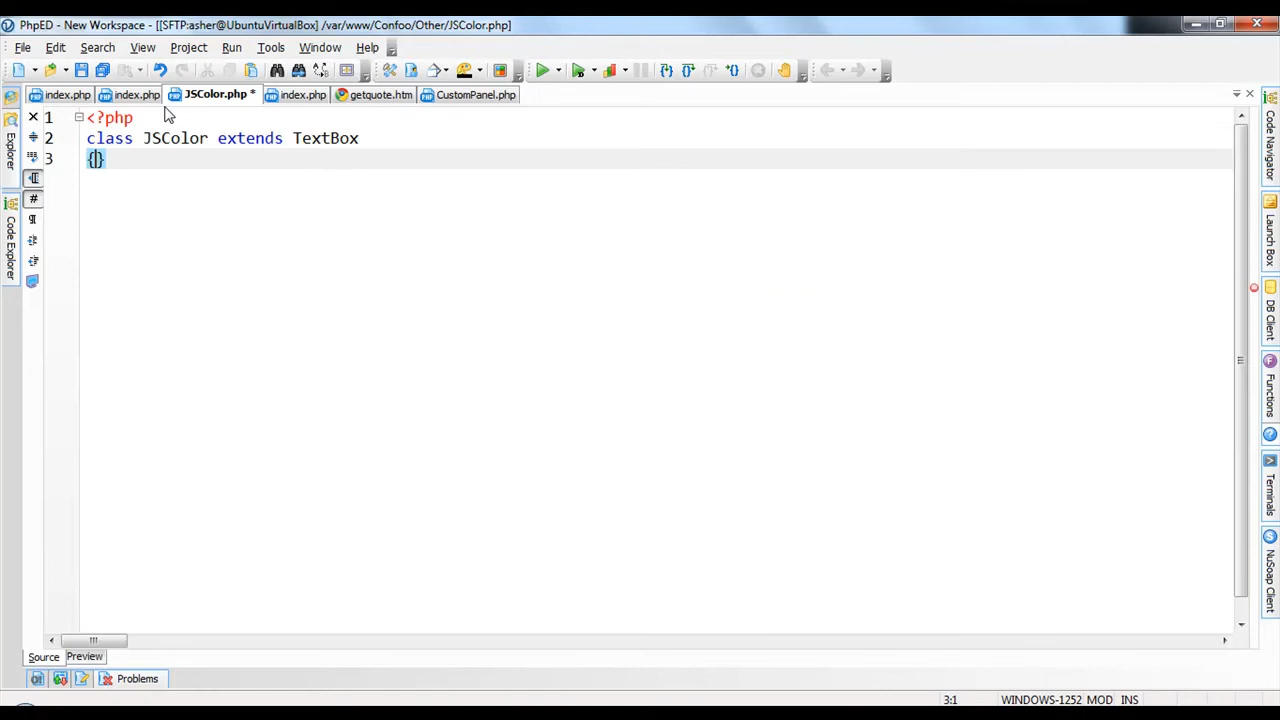 PhpED - New Workspace - [[SFTP:asher@UbuntuVirtualBox] /var/www/Confoo/Other/JSColor.php]
File Edit Search View Project Run Tools Window Help
index.php index.php JSColor.php * index.php getquote.htm CustomPanel.php
1 <?php
2 class JSColor extends TextBox
3 {}
Explorer
Code Explorer
Code Navigator
Launch Box
DB Client
Functions
Terminals
NuSoap Client
Source Preview
Problems
3:1 WINDOWS-1252 MOD INS